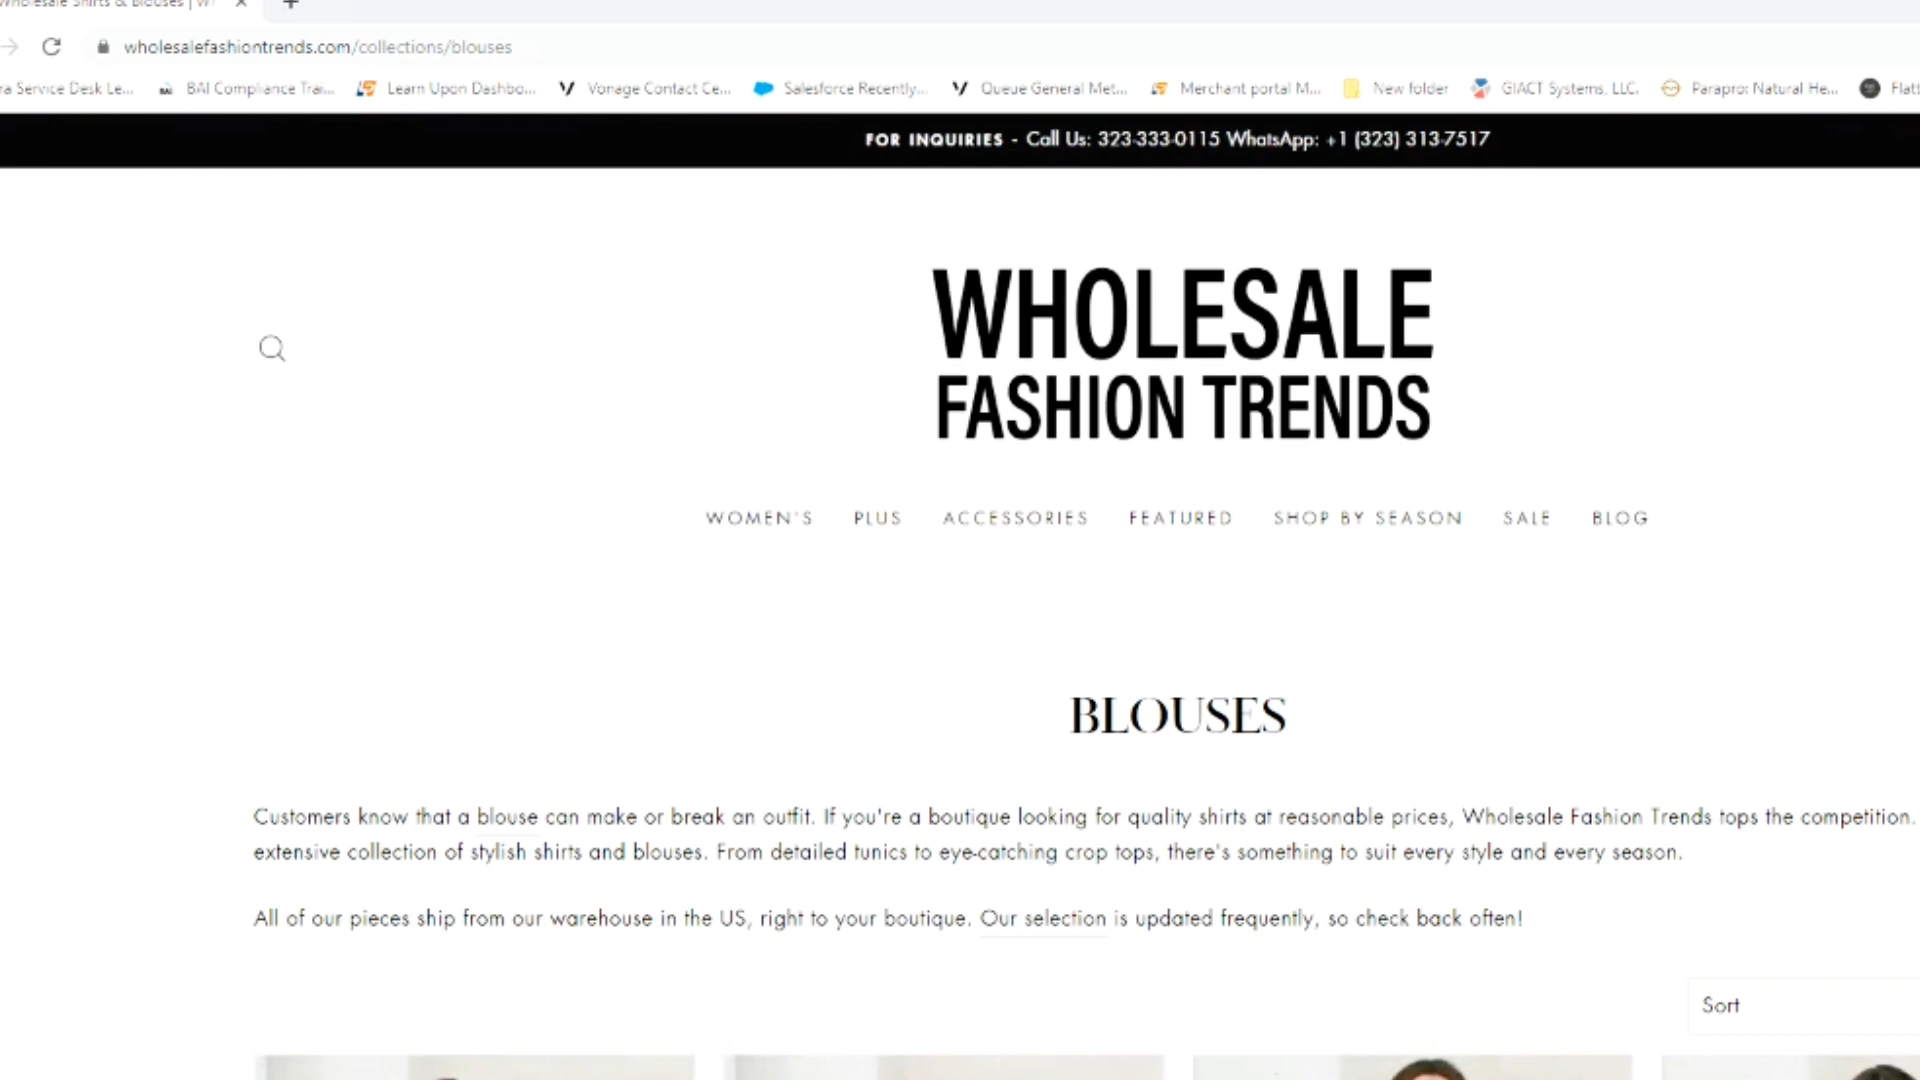 Wholesale Shirts & Blouses | W
wholesalefashiontrends.com/collections/blouses
ra Service Desk Le...
BAI Compliance Trai...
Learn Upon Dashbo...
Vonage Contact Ce...
Salesforce Recently...
Queue General Met...
Merchant portal M...
New folder
GIACT Systems, LLC.
Parapro: Natural He...
Flatt
FOR INQUIRIES - Call Us: 323-333-0115 WhatsApp: +1 (323) 313-7517
WHOLESALE
FASHION TRENDS
WOMEN'S PLUS ACCESSORIES FEATURED SHOP BY SEASON SALE BLOG
BLOUSES
Customers know that a blouse can make or break an outfit. If you're a boutique looking for quality shirts at reasonable prices, Wholesale Fashion Trends tops the competition.
extensive collection of stylish shirts and blouses. From detailed tunics to eye-catching crop tops, there's something to suit every style and every season.
All of our pieces ship from our warehouse in the US, right to your boutique. Our selection is updated frequently, so check back often!
Sort